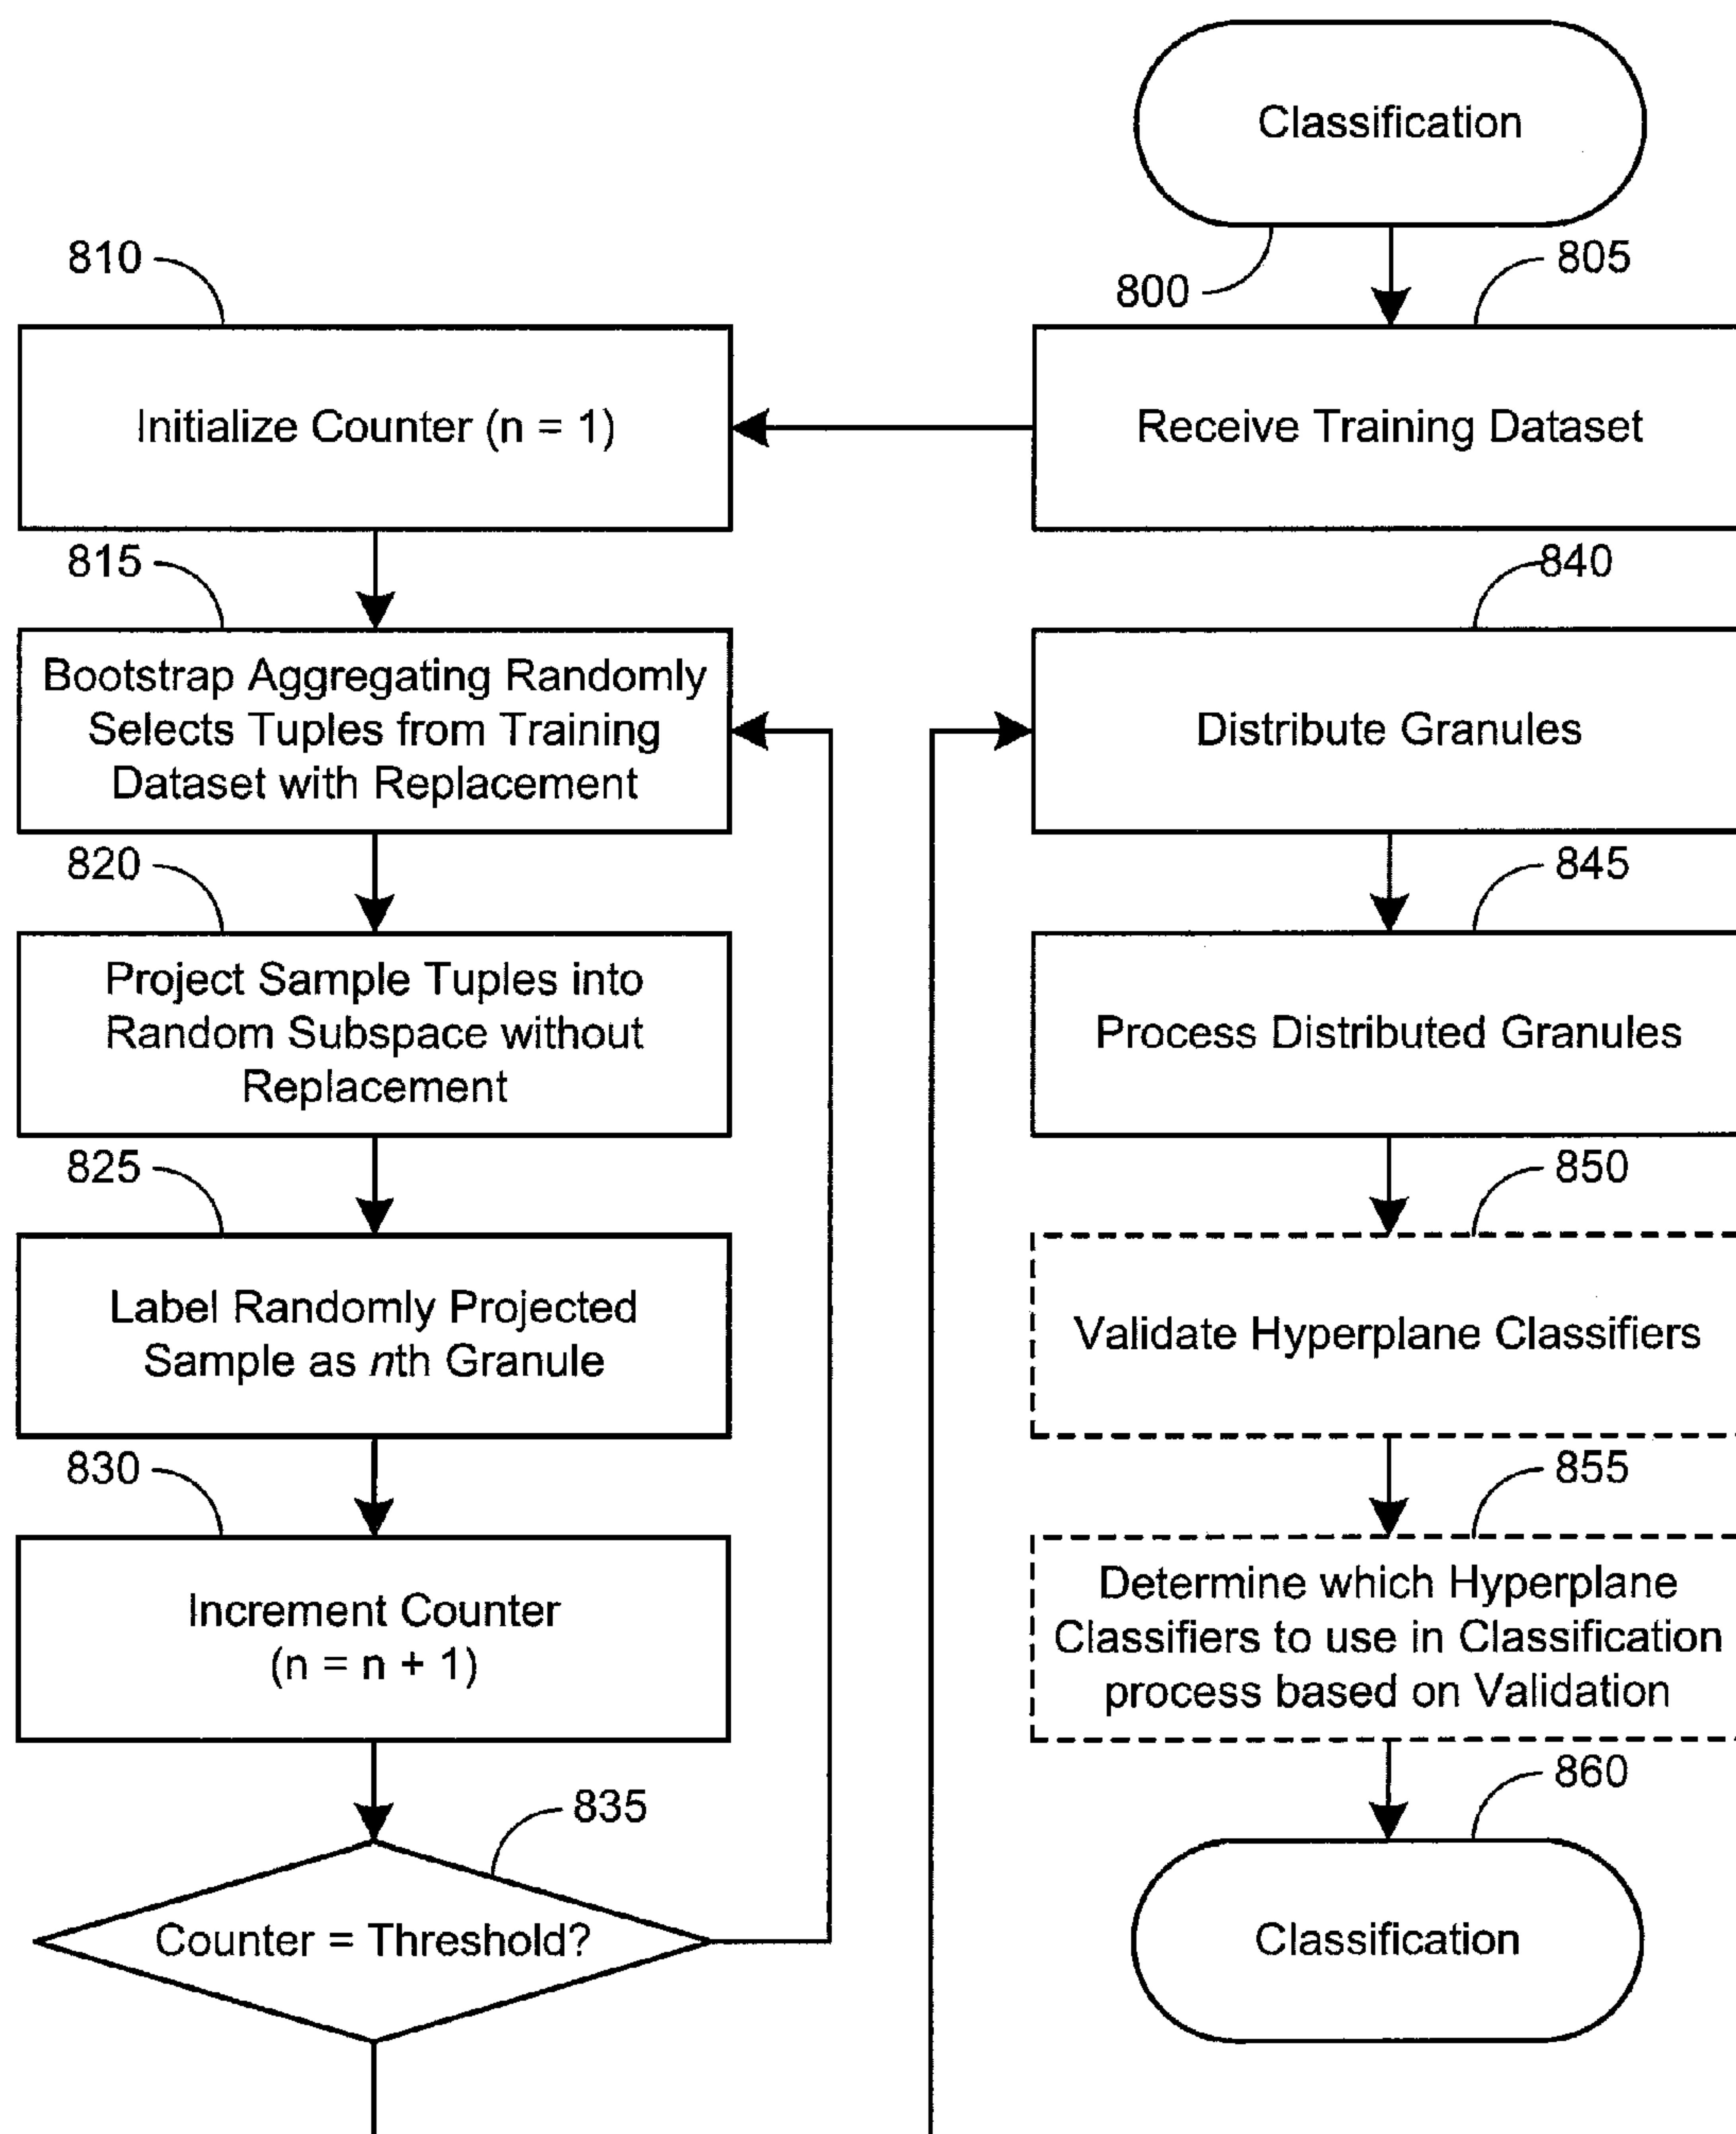 Classification
800
805
Receive Training Dataset
810
Initialize Counter (n = 1)
815
Bootstrap Aggregating Randomly
Selects Tuples from Training
Dataset with Replacement
820
Project Sample Tuples into
Random Subspace without
Replacement
825
Label Randomly Projected
Sample as nth Granule
830
Increment Counter
(n = n + 1)
835
Counter = Threshold?
840
Distribute Granules
845
Process Distributed Granules
850
Validate Hyperplane Classifiers
855
Determine which Hyperplane
Classifiers to use in Classification
process based on Validation
860
Classification